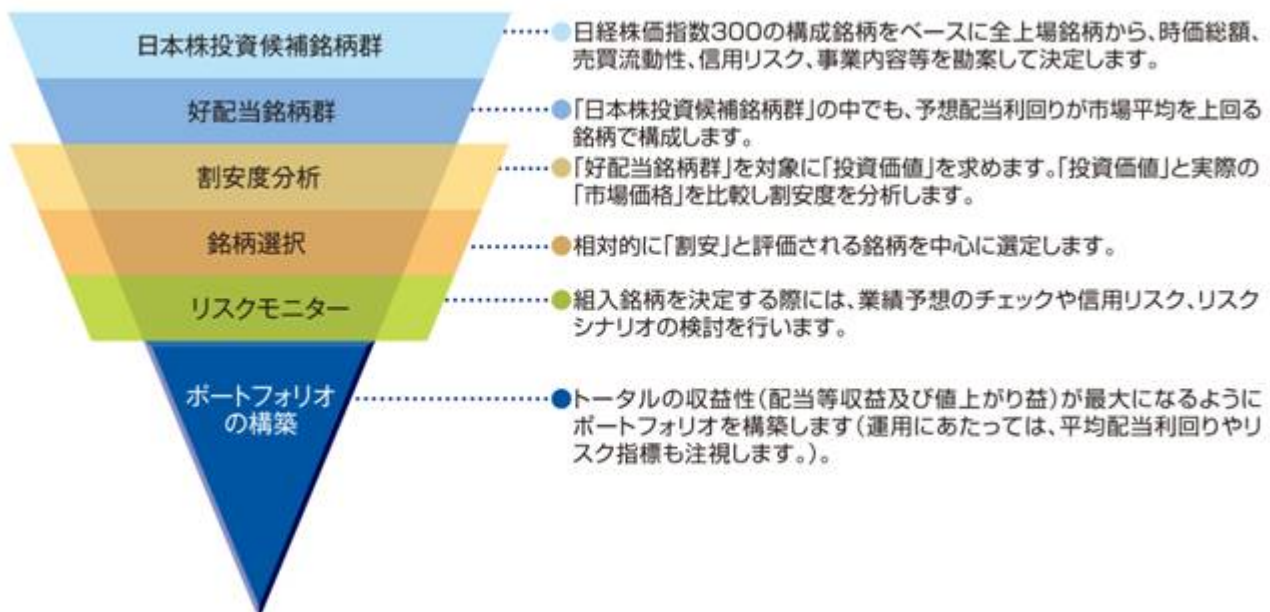 日本株投資候補銘柄群
日経株価指数300の構成銘柄をベースに全上場銘柄から、時価総額、
売買流動性、信用リスク、事業内容等を勘案して決定します。
好配当銘柄群
「日本株投資候補銘柄群」の中でも、予想配当利回りが市場平均を上回る
銘柄で構成します。
割安度分析
「好配当銘柄群」を対象に「投資価値」を求めます。「投資価値」と実際の
「市場価格」を比較し割安度を分析します。
銘柄選択
相対的に「割安」と評価される銘柄を中心に選定します。
リスクモニター
組入銘柄を決定する際には、業績予想のチェックや信用リスク、リスク
シナリオの検討を行います。
ポートフォリオ
の構築
トータルの収益性(配当等収益及び値上がり益)が最大になるように
ポートフォリオを構築します(運用にあたっては、平均配当利回りやリ
スク指標も注視します。)。